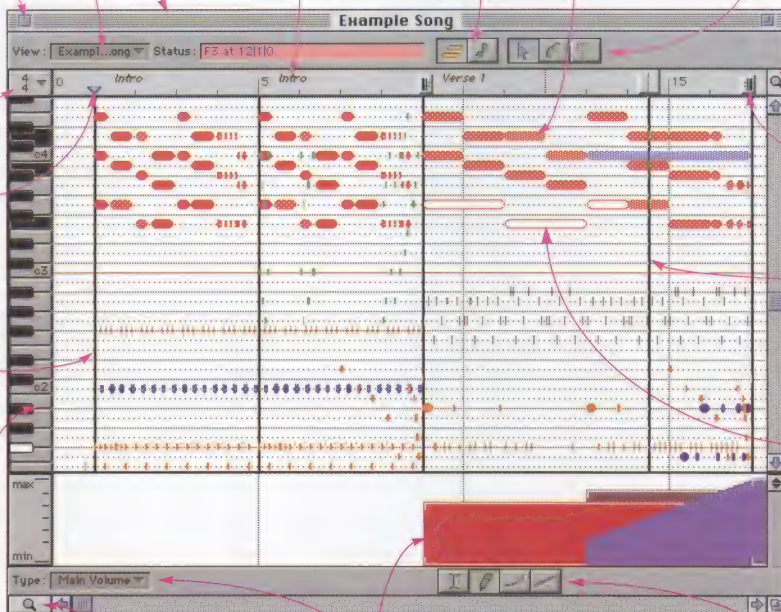 Example Song
View: Exampl...ong Status: F3 at 12|1|0
4
4
0 Intro 5 Intro Verse 1 15
c4
c3
c2
max
min
Type: Main Volume